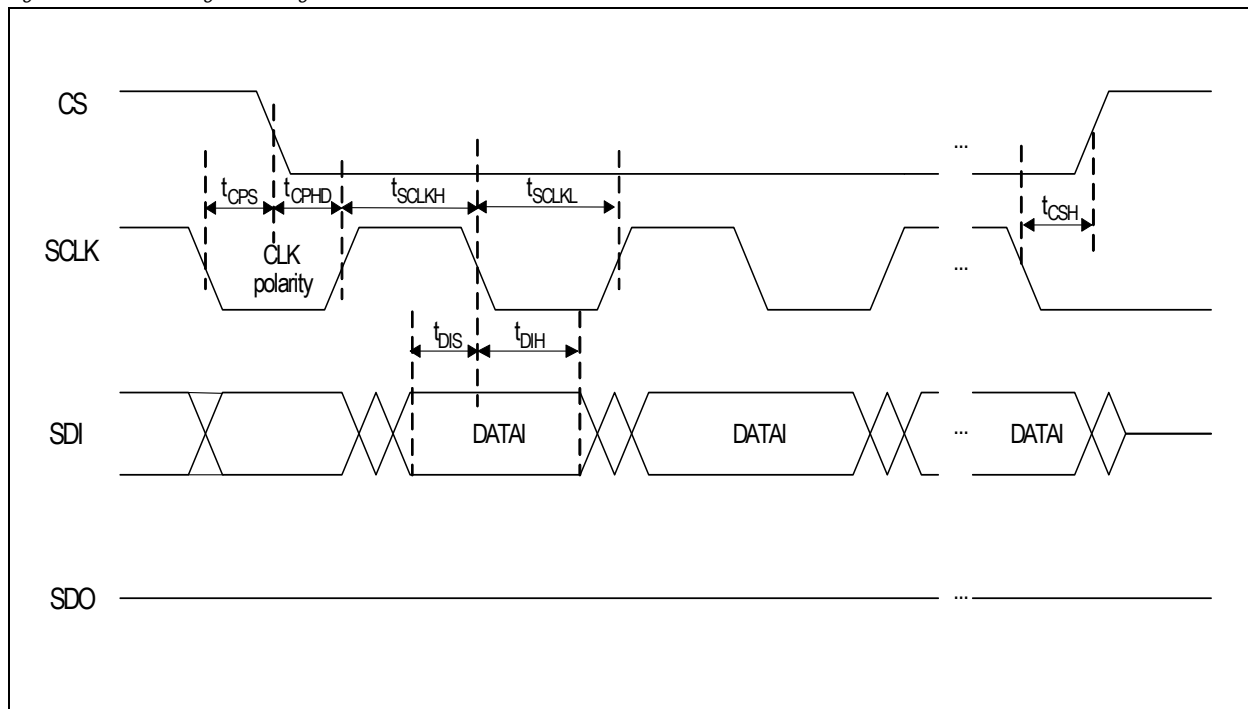 CS
...
tCPS
tCPHD
tSCLKH
tSCLKL
tCSH
SCLK
CLK
polarity
...
tDIS
tDIH
SDI
DATAI
DATAI
...
DATAI
SDO
...